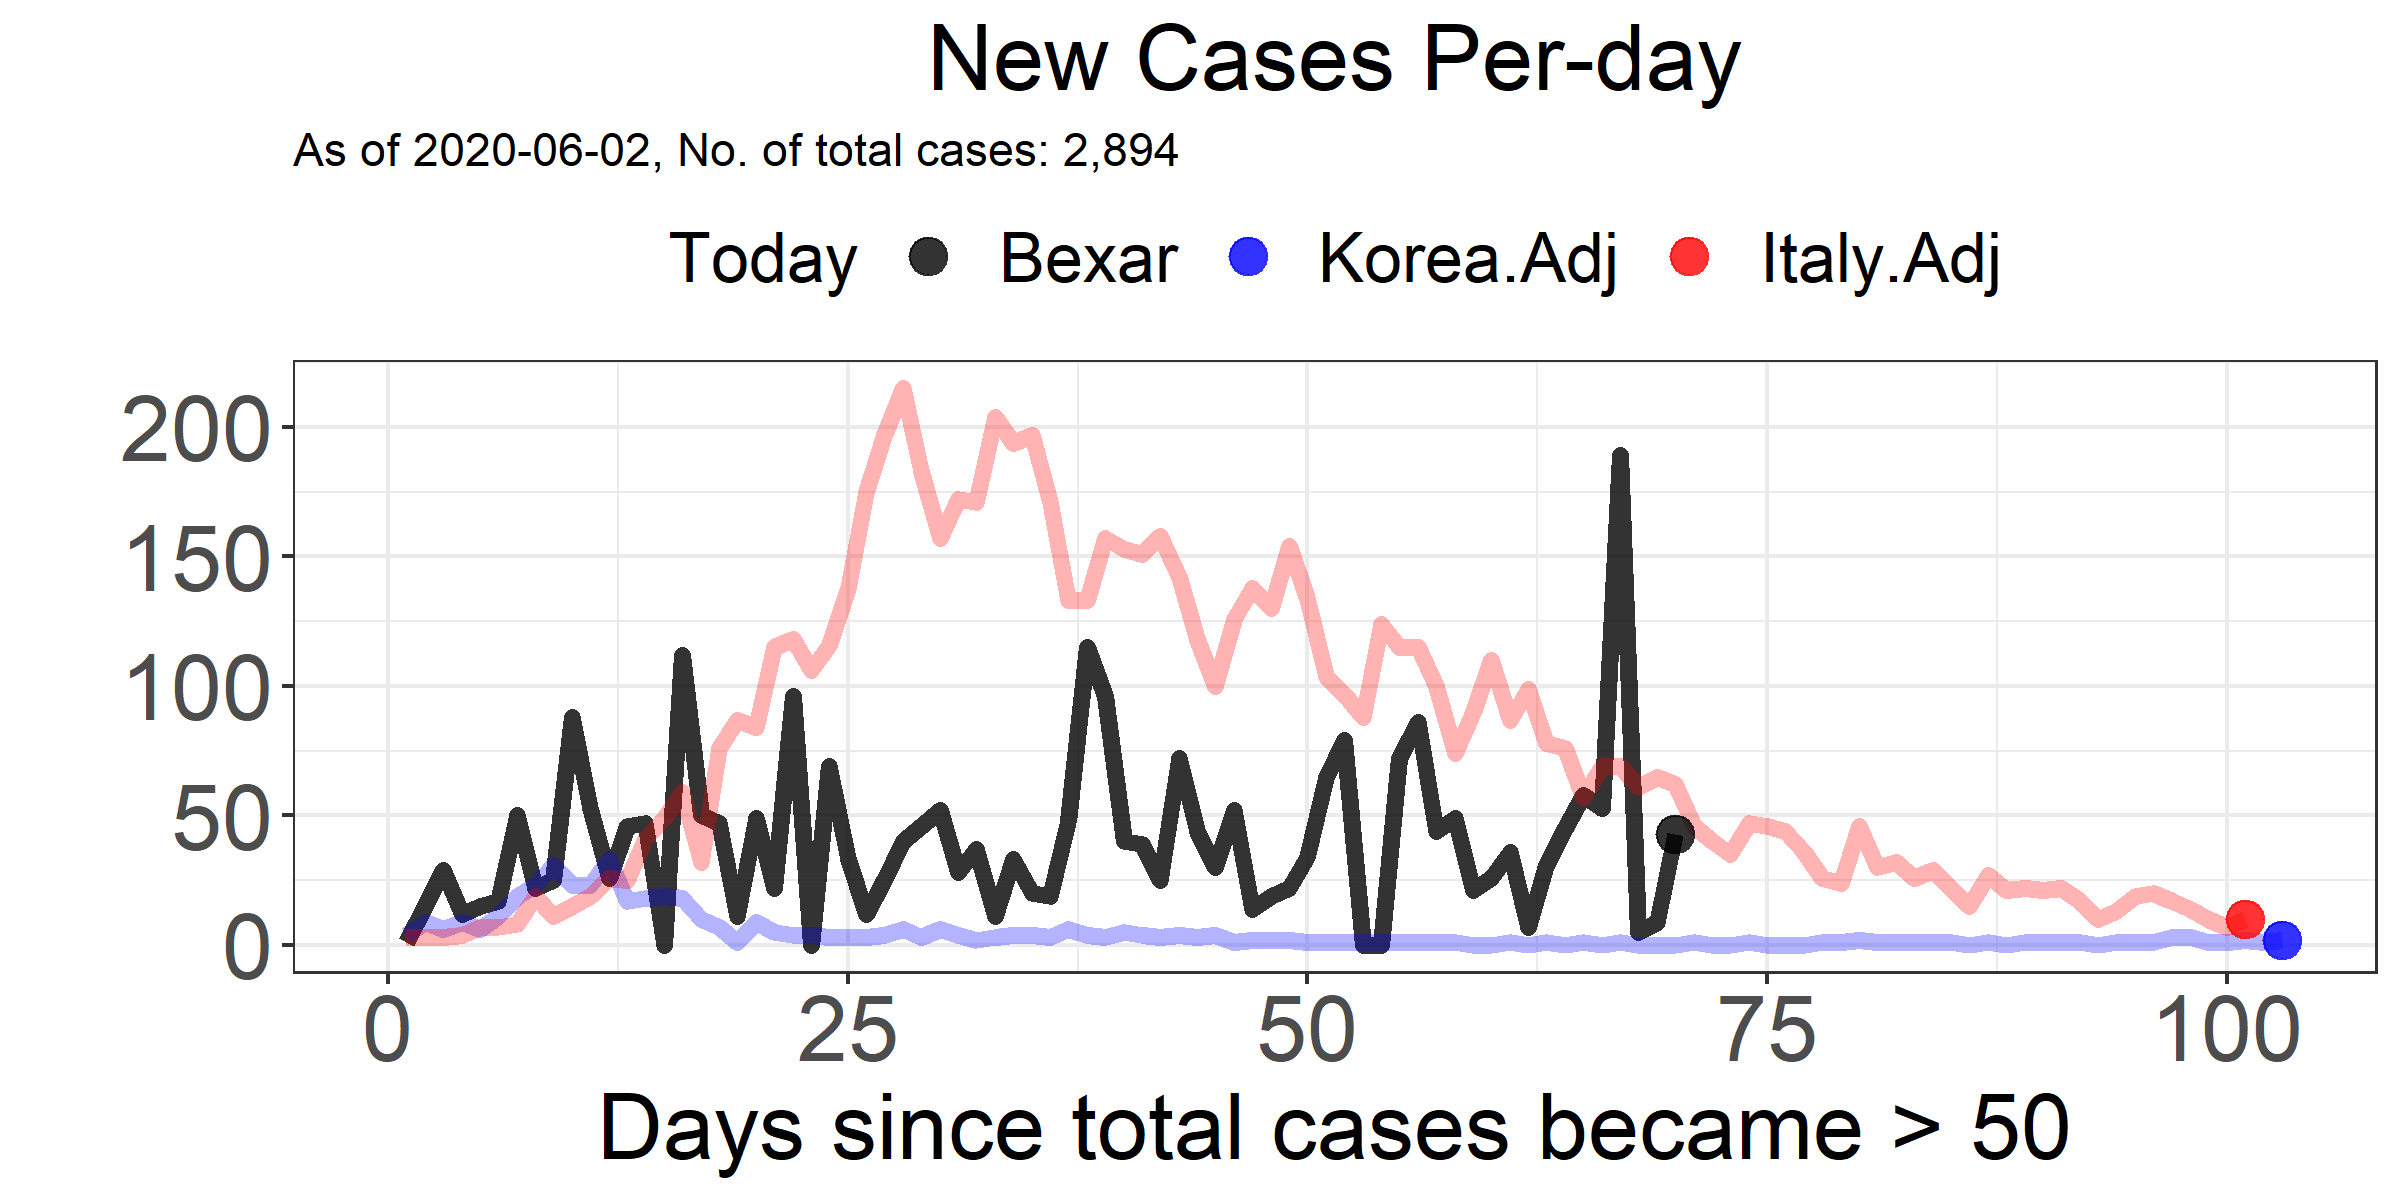 New Cases Per-day
As of 2020-06-02, No. of total cases: 2,894
Today Bexar Korea.Adj Italy.Adj
200
150
100
50
0
0 25 50 75 100
Days since total cases became > 50